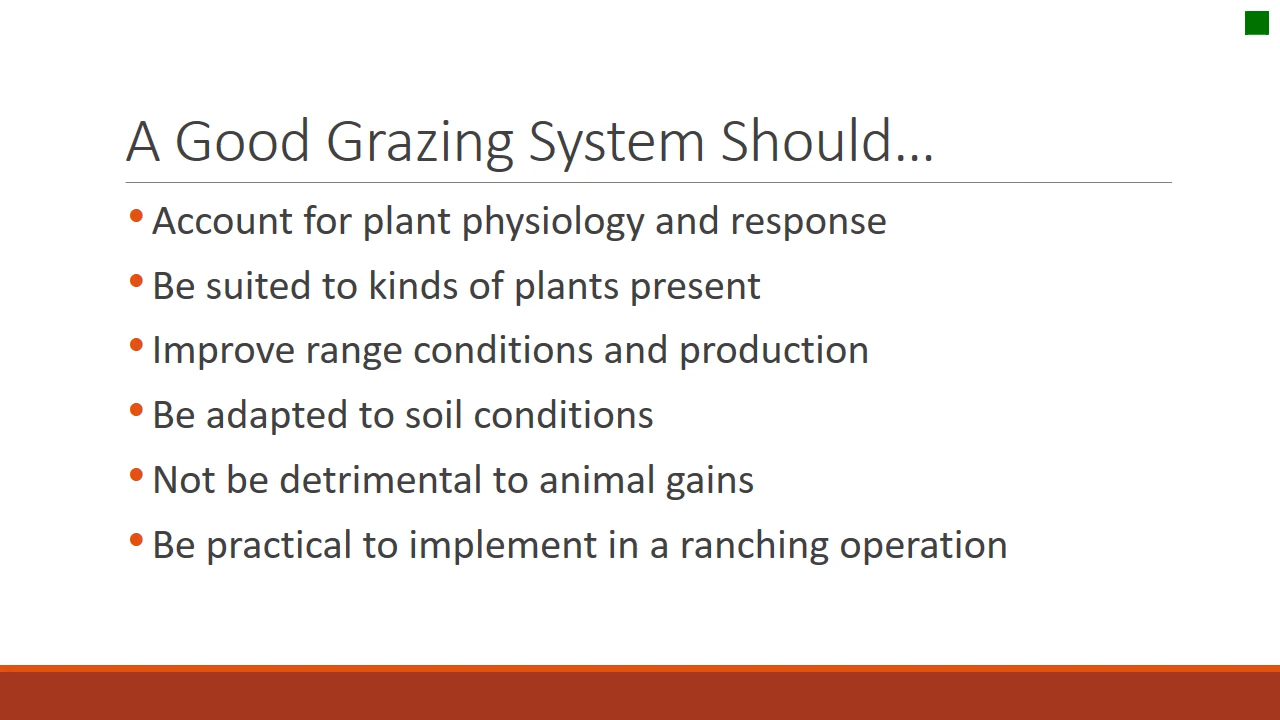 A Good Grazing System Should...
•Account for plant physiology and response
•Be suited to kinds of plants present
•Improve range conditions and production
•Be adapted to soil conditions
•Not be detrimental to animal gains
•Be practical to implement in a ranching operation